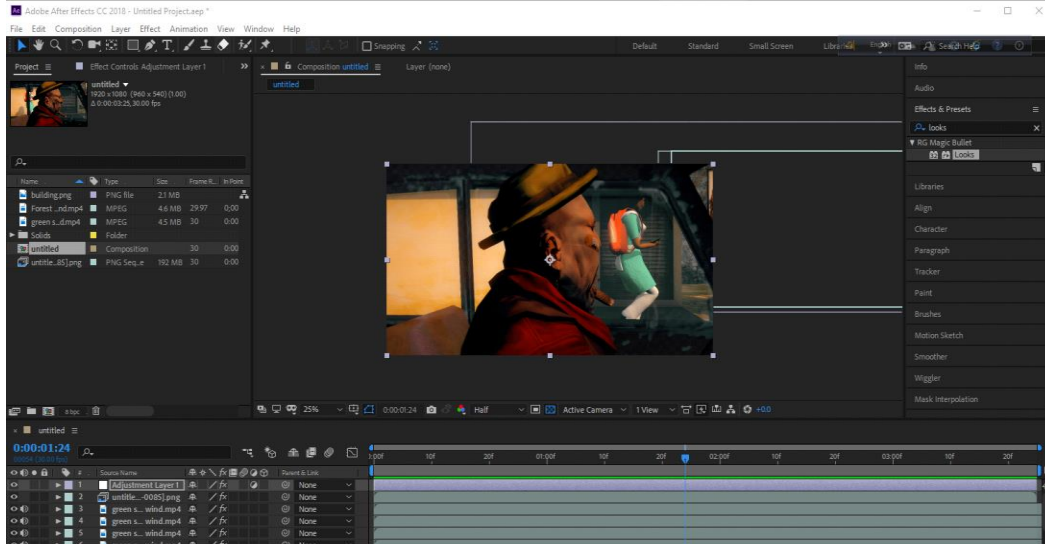 Adobe After Effects CC 2018 - Untitled Project.aep *
File Edit Composition Layer Effect Animation View Window Help
Snapping Default Standard Small Screen Search Help
Project Effect Controls Adjustment Layer 1 Composition untitled Layer (none) Info
untitled
1920 x 1080 (960 x 540) (1.00)
Δ 0:00:03:25, 30.00 fps
untitled
Audio
Effects & Presets
looks
RG Magic Bullet
Looks
Name Type Size Frame R... In Point
building.png PNG file 2.1 MB
Forest ...nd.mp4 MPEG 4.6 MB 29.97 0;00
green s...d.mp4 MPEG 4.5 MB 30 0:00
Solids Folder
untitled Composition 30 0:00
untitle..85].png PNG Seq...e 192 MB 30 0:00
Libraries
Align
Character
Paragraph
Tracker
Paint
Brushes
Motion Sketch
Smoother
Wiggler
Mask Interpolation
8 bpc 25% 0:00:01:24 Half Active Camera 1 View +0.0
untitled
0:00:01:24
00f 10f 20f 01:00f 10f 20f 02:00f 10f 20f 03:00f 10f 20f
# Source Name Parent & Link
1 Adjustment Layer 1 None
2 untitle...-0085].png None
3 green s... wind.mp4 None
4 green s... wind.mp4 None
5 green s... wind.mp4 None